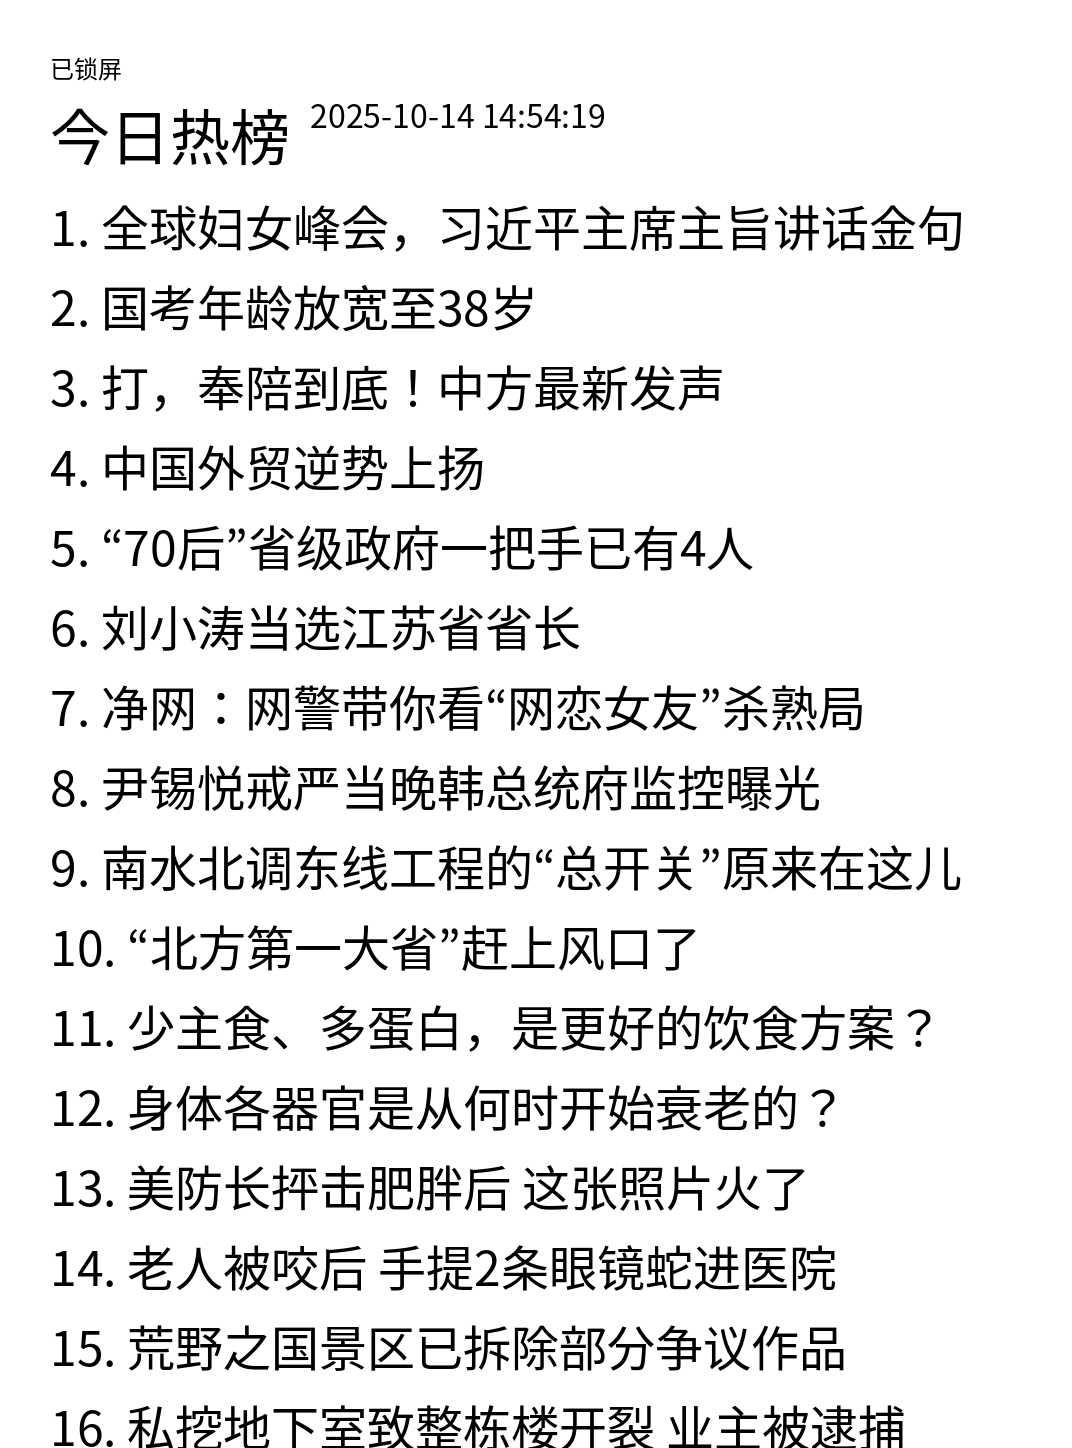 已锁屏
今日热榜 2025-10-14 14:54:19
1. 全球妇女峰会，习近平主席主旨讲话金句
2. 国考年龄放宽至38岁
3. 打，奉陪到底！中方最新发声
4. 中国外贸逆势上扬
5. “70后”省级政府一把手已有4人
6. 刘小涛当选江苏省省长
7. 净网：网警带你看“网恋女友”杀熟局
8. 尹锡悦戒严当晚韩总统府监控曝光
9. 南水北调东线工程的“总开关”原来在这儿
10. “北方第一大省”赶上风口了
11. 少主食、多蛋白，是更好的饮食方案？
12. 身体各器官是从何时开始衰老的？
13. 美防长抨击肥胖后 这张照片火了
14. 老人被咬后 手提2条眼镜蛇进医院
15. 荒野之国景区已拆除部分争议作品
16. 私挖地下室致整栋楼开裂 业主被逮捕